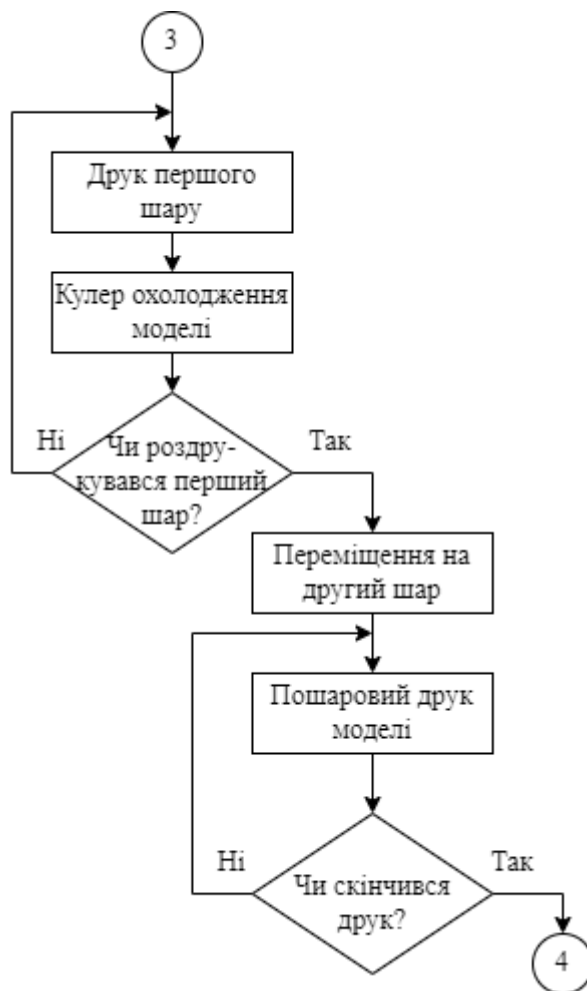 3
Друк першого
шару
Кулер охолодження
моделі
Ні
Так
Чи роздру-
кувався перший
шар?
Переміщення на
другий шар
Пошаровий друк
моделі
Ні
Так
Чи скінчився
друк?
4